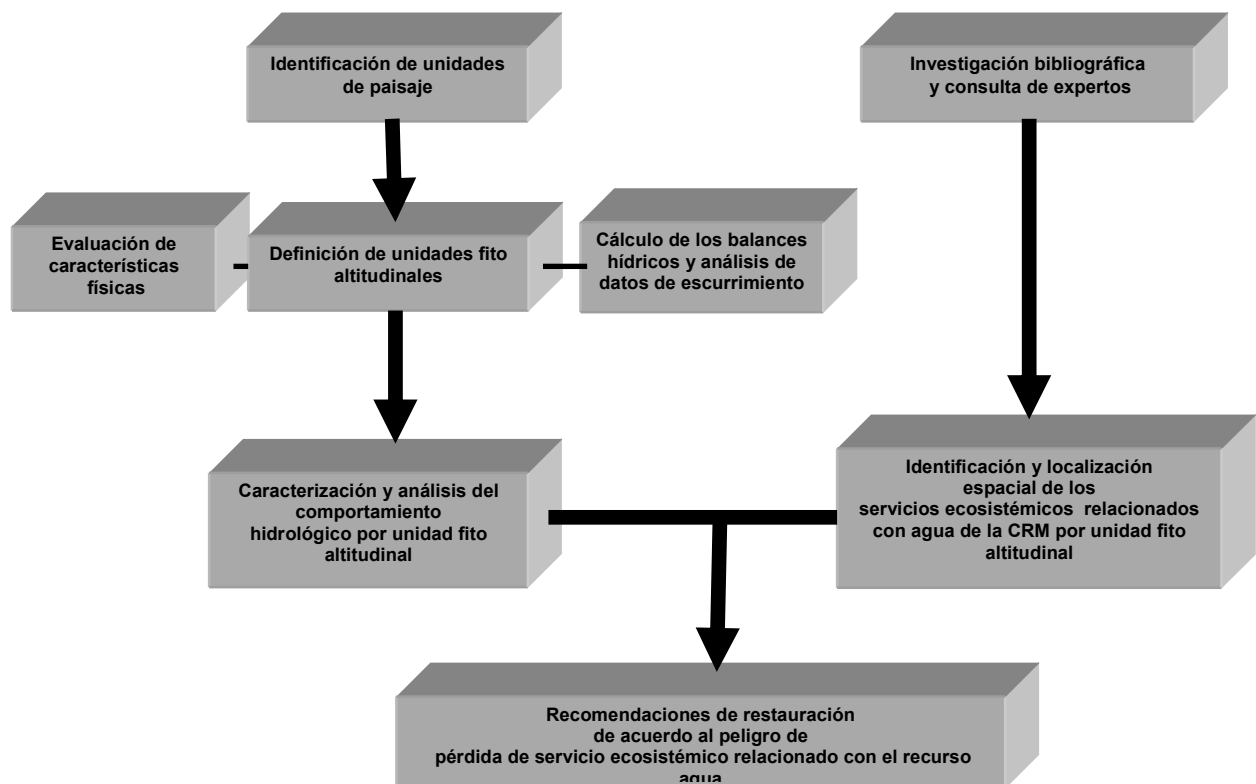 Identificación de unidades
de paisaje
Investigación bibliográfica
y consulta de expertos
Evaluación de
características
físicas
Definición de unidades fito
altitudinales
Cálculo de los balances
hídricos y análisis de
datos de escurrimiento
Caracterización y análisis del
comportamiento
hidrológico por unidad fito
altitudinal
Identificación y localización
espacial de los
servicios ecosistémicos relacionados
con agua de la CRM por unidad fito
altitudinal
Recomendaciones de restauración
de acuerdo al peligro de
pérdida de servicio ecosistémico relacionado con el recurso
agua